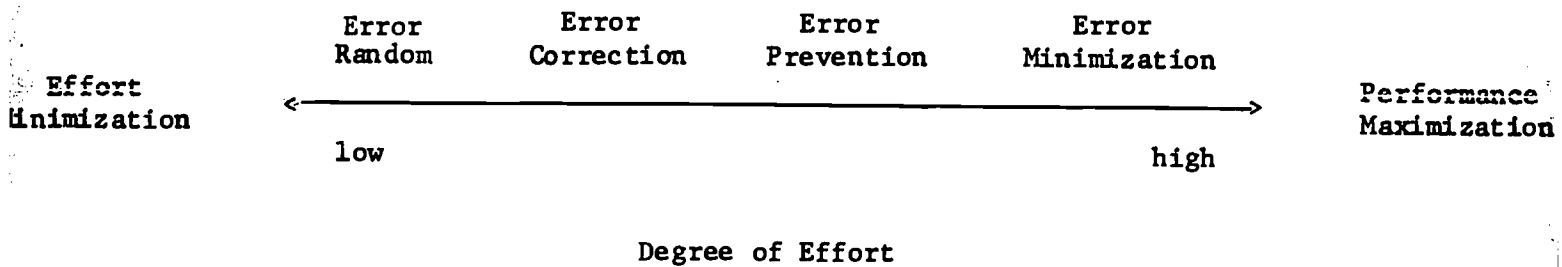 Error Error Error Error
Random Correction Prevention Minimization
Effort
Minimization
Performance
Maximization
low high
Degree of Effort